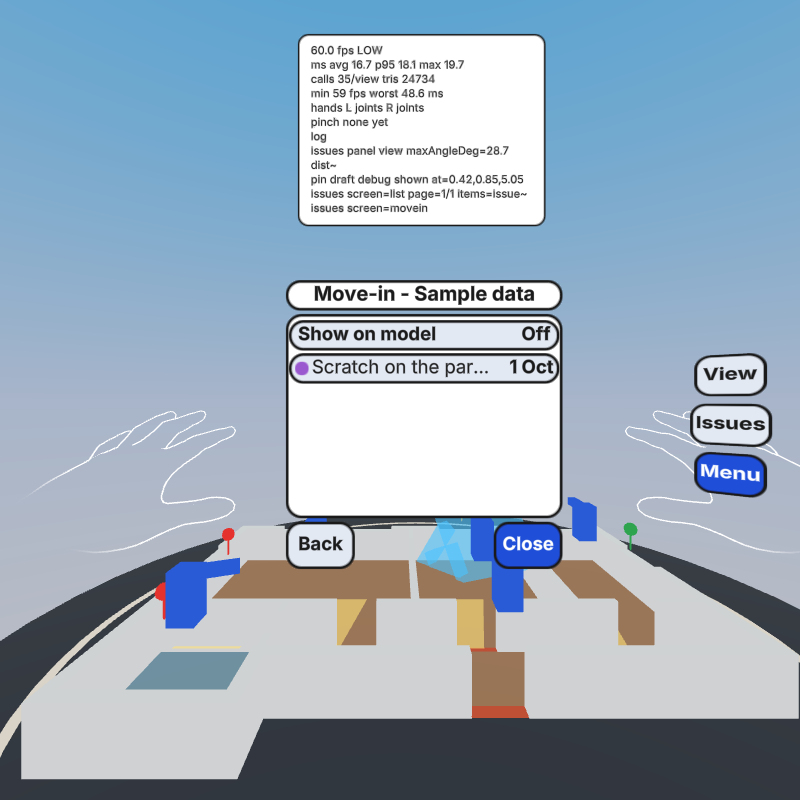 60.0 fps LOW
ms avg 16.7 p95 18.1 max 19.7
calls 35/view tris 24734
min 59 fps worst 48.6 ms
hands L joints R joints
pinch none yet
log
issues panel view maxAngleDeg=28.7
dist~
pin draft debug shown at=0.42,0.85,5.05
issues screen=list page=1/1 items=issue~
issues screen=movein
Move-in - Sample data
Show on model Off
Scratch on the par... 1 Oct
View
Issues
Menu
Back Close